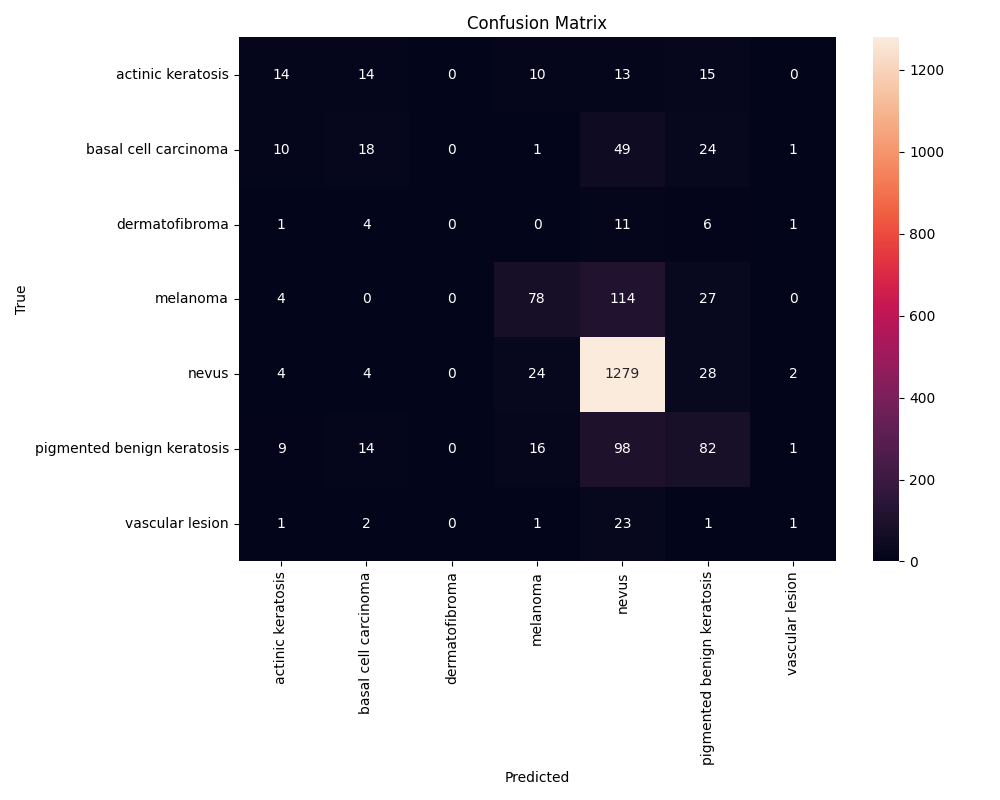 Confusion Matrix
True
actinic keratosis 14 14 0 10 13 15 0
basal cell carcinoma 10 18 0 1 49 24 1
dermatofibroma 1 4 0 0 11 6 1
melanoma 4 0 0 78 114 27 0
nevus 4 4 0 24 1279 28 2
pigmented benign keratosis 9 14 0 16 98 82 1
vascular lesion 1 2 0 1 23 1 1
actinic keratosis
basal cell carcinoma
dermatofibroma
melanoma
nevus
pigmented benign keratosis
vascular lesion
Predicted
1200
1000
800
600
400
200
0